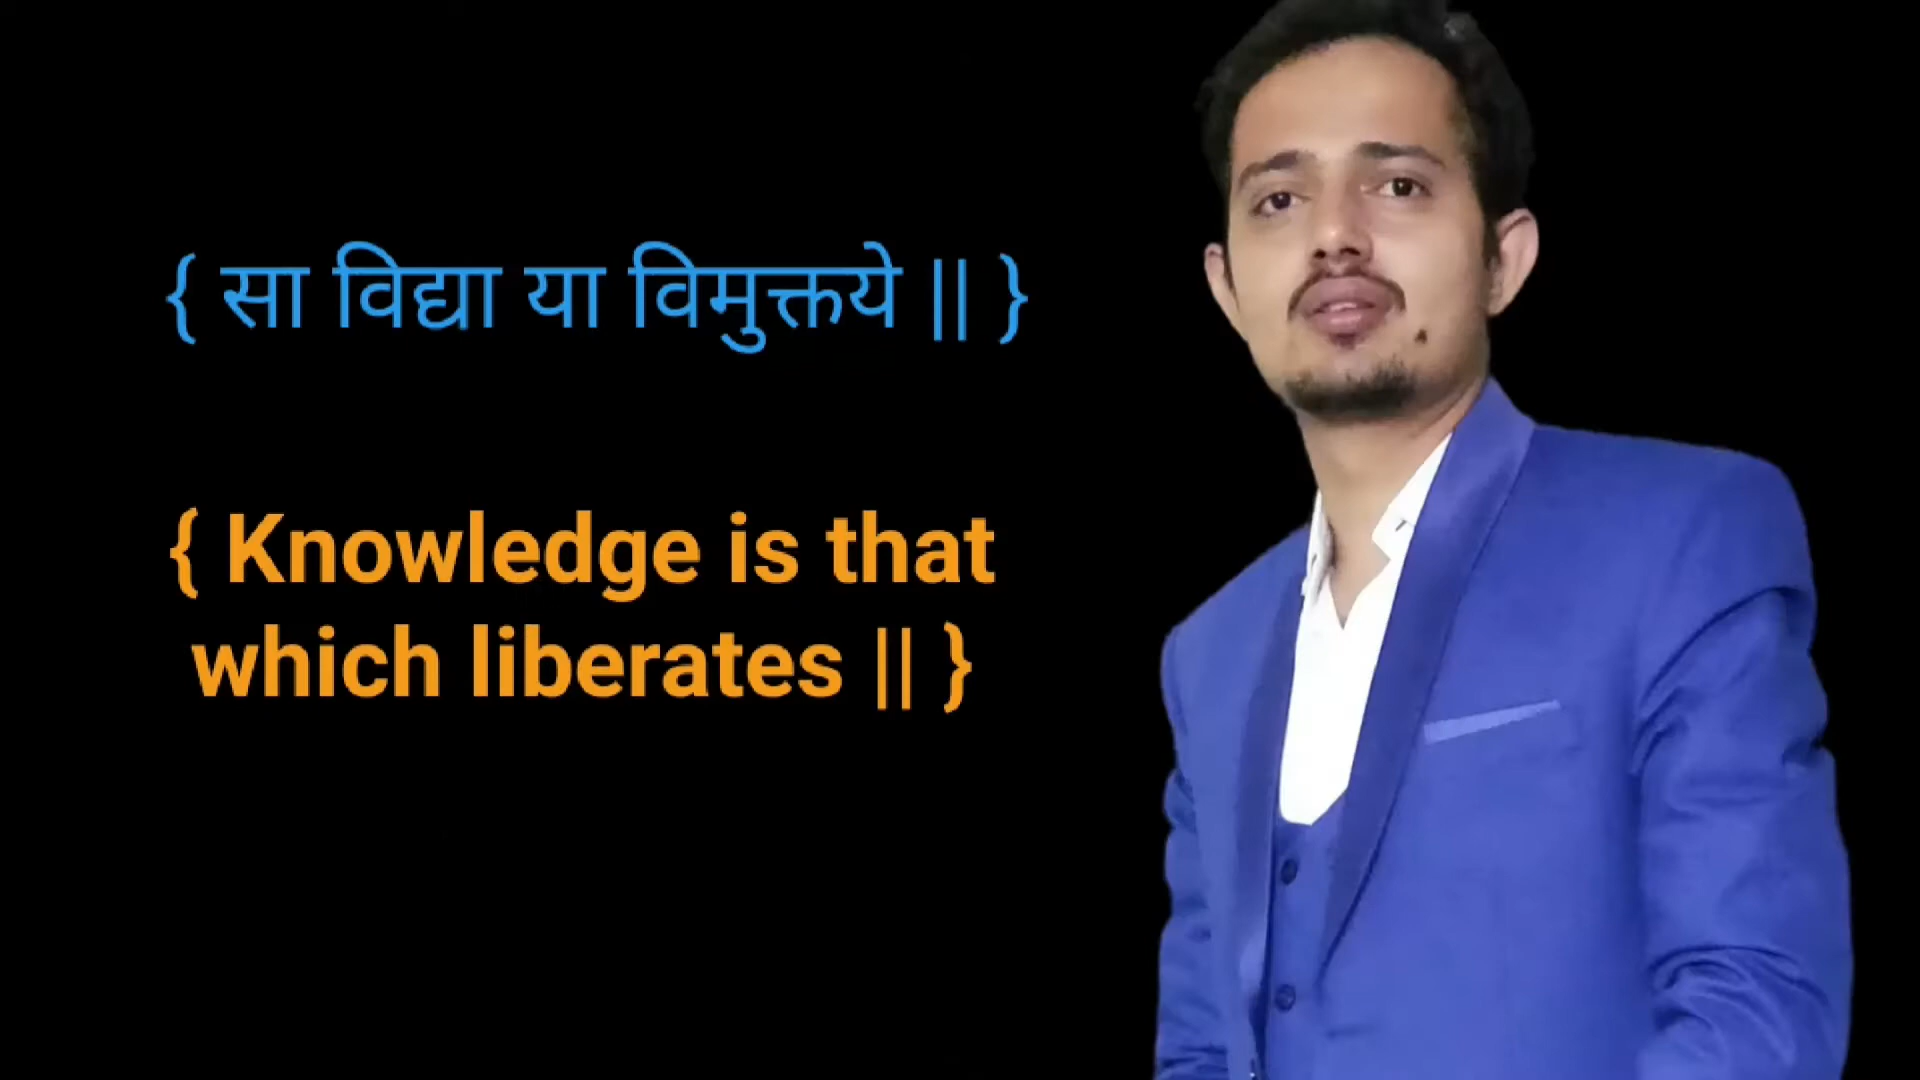 { सा विद्या या विमुक्तये || }
{ Knowledge is that
which liberates || }